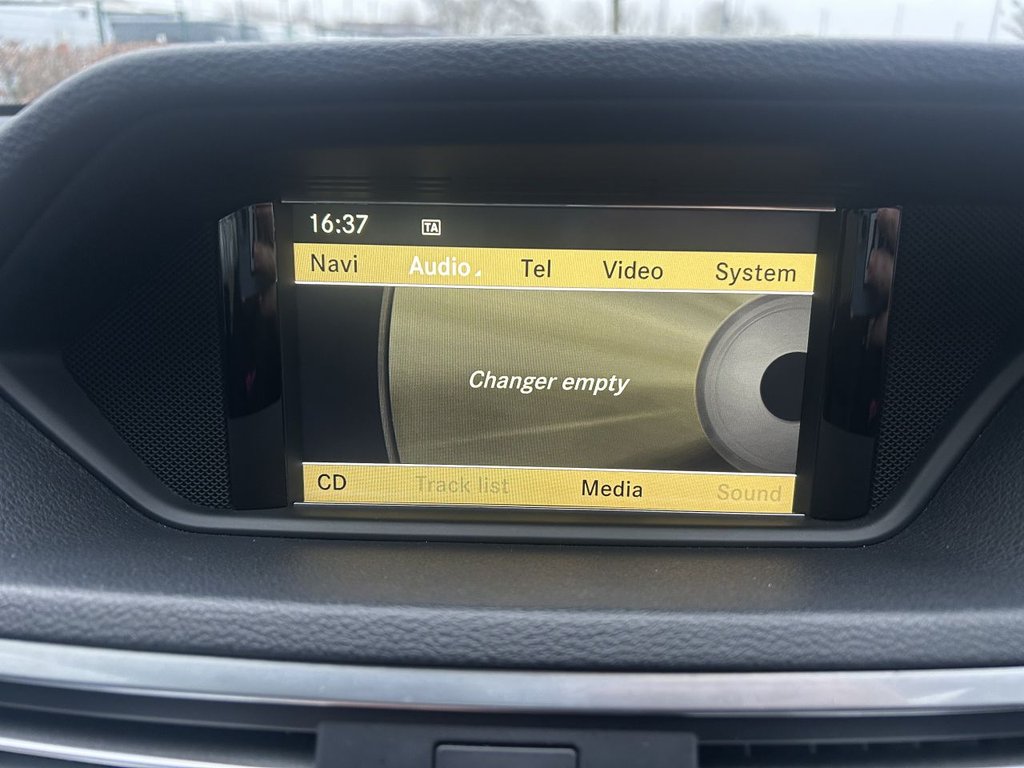 16:37 TA
Navi Audio Tel Video System
Changer empty
CD Track list Media Sound